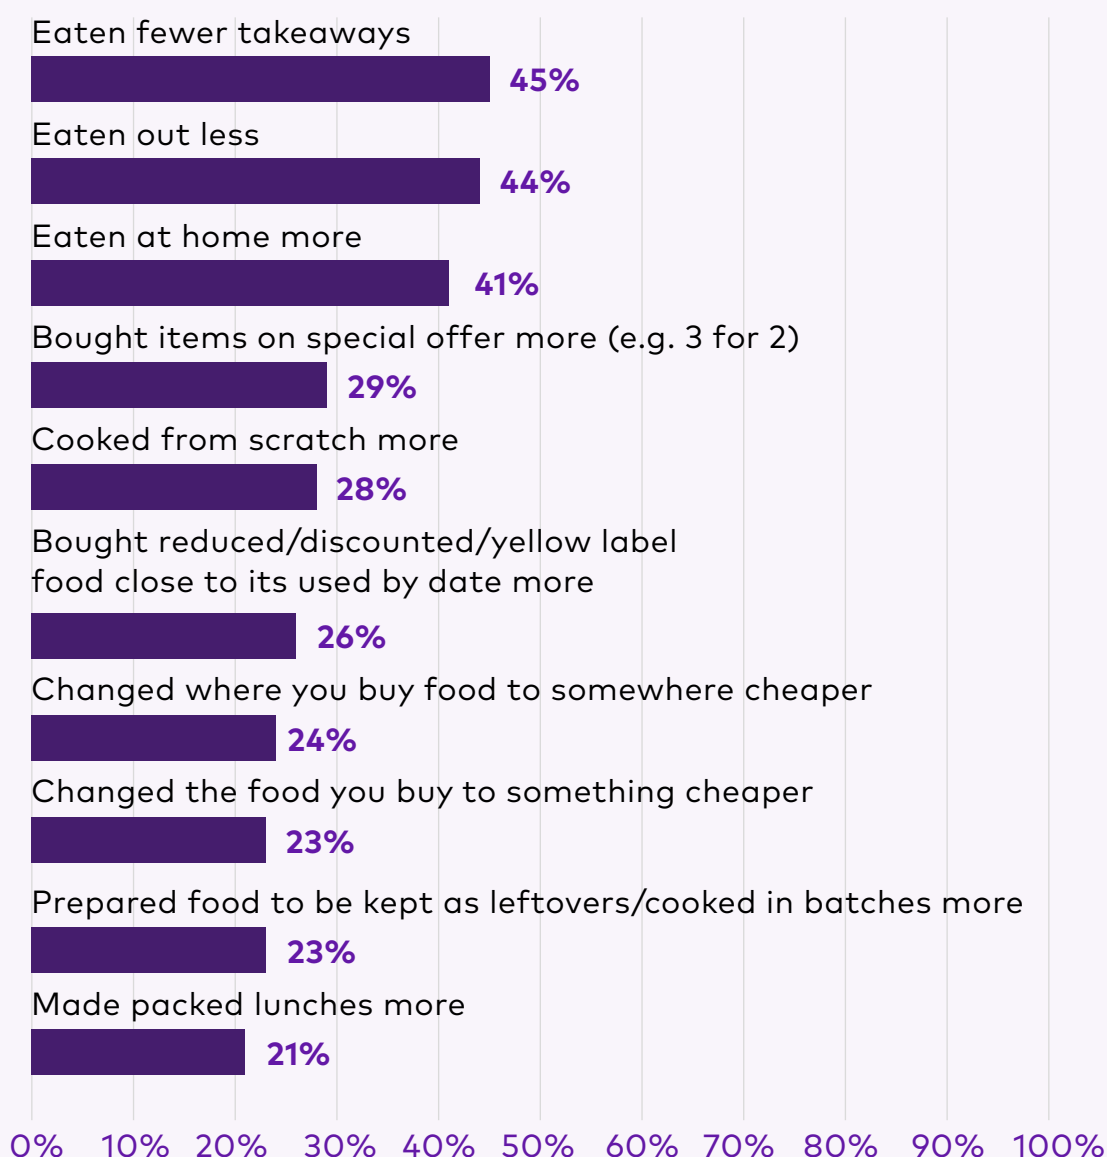 Eaten fewer takeaways
45%
Eaten out less
44%
Eaten at home more
41%
Bought items on special offer more (e.g. 3 for 2)
29%
Cooked from scratch more
28%
Bought reduced/discounted/yellow label
food close to its used by date more
26%
Changed where you buy food to somewhere cheaper
24%
Changed the food you buy to something cheaper
23%
Prepared food to be kept as leftovers/cooked in batches more
23%
Made packed lunches more
21%
0% 10% 20% 30% 40% 50% 60% 70% 80% 90% 100%